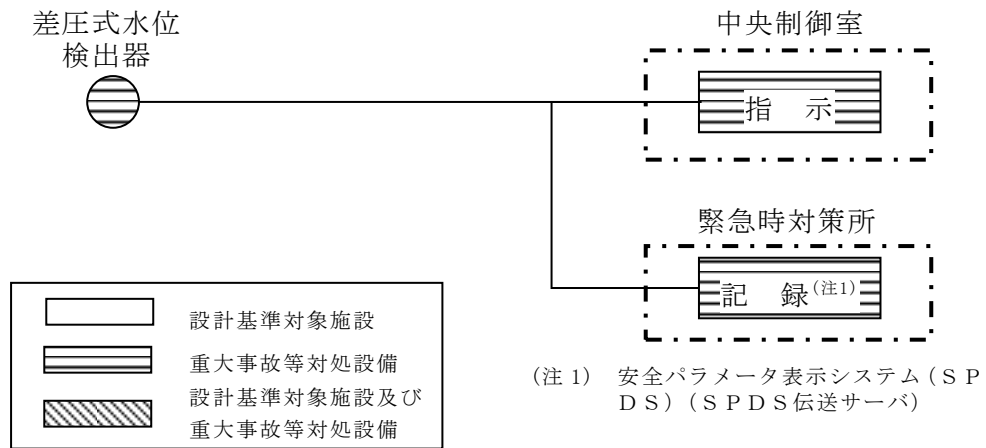 差圧式水位
検出器
中央制御室
指 示
緊急時対策所
記 録(注1)
設計基準対象施設
重大事故等対処設備
設計基準対象施設及び
重大事故等対処設備
(注1) 安全パラメータ表示システム(SP
DS)(SPDS伝送サーバ)